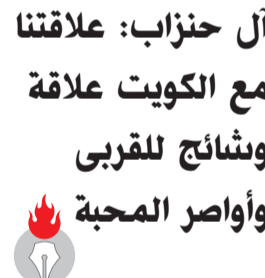 آل حنزاب: علاقتنا
مع الكويت علاقة
وشائج للقربى
وأواصر المحبة